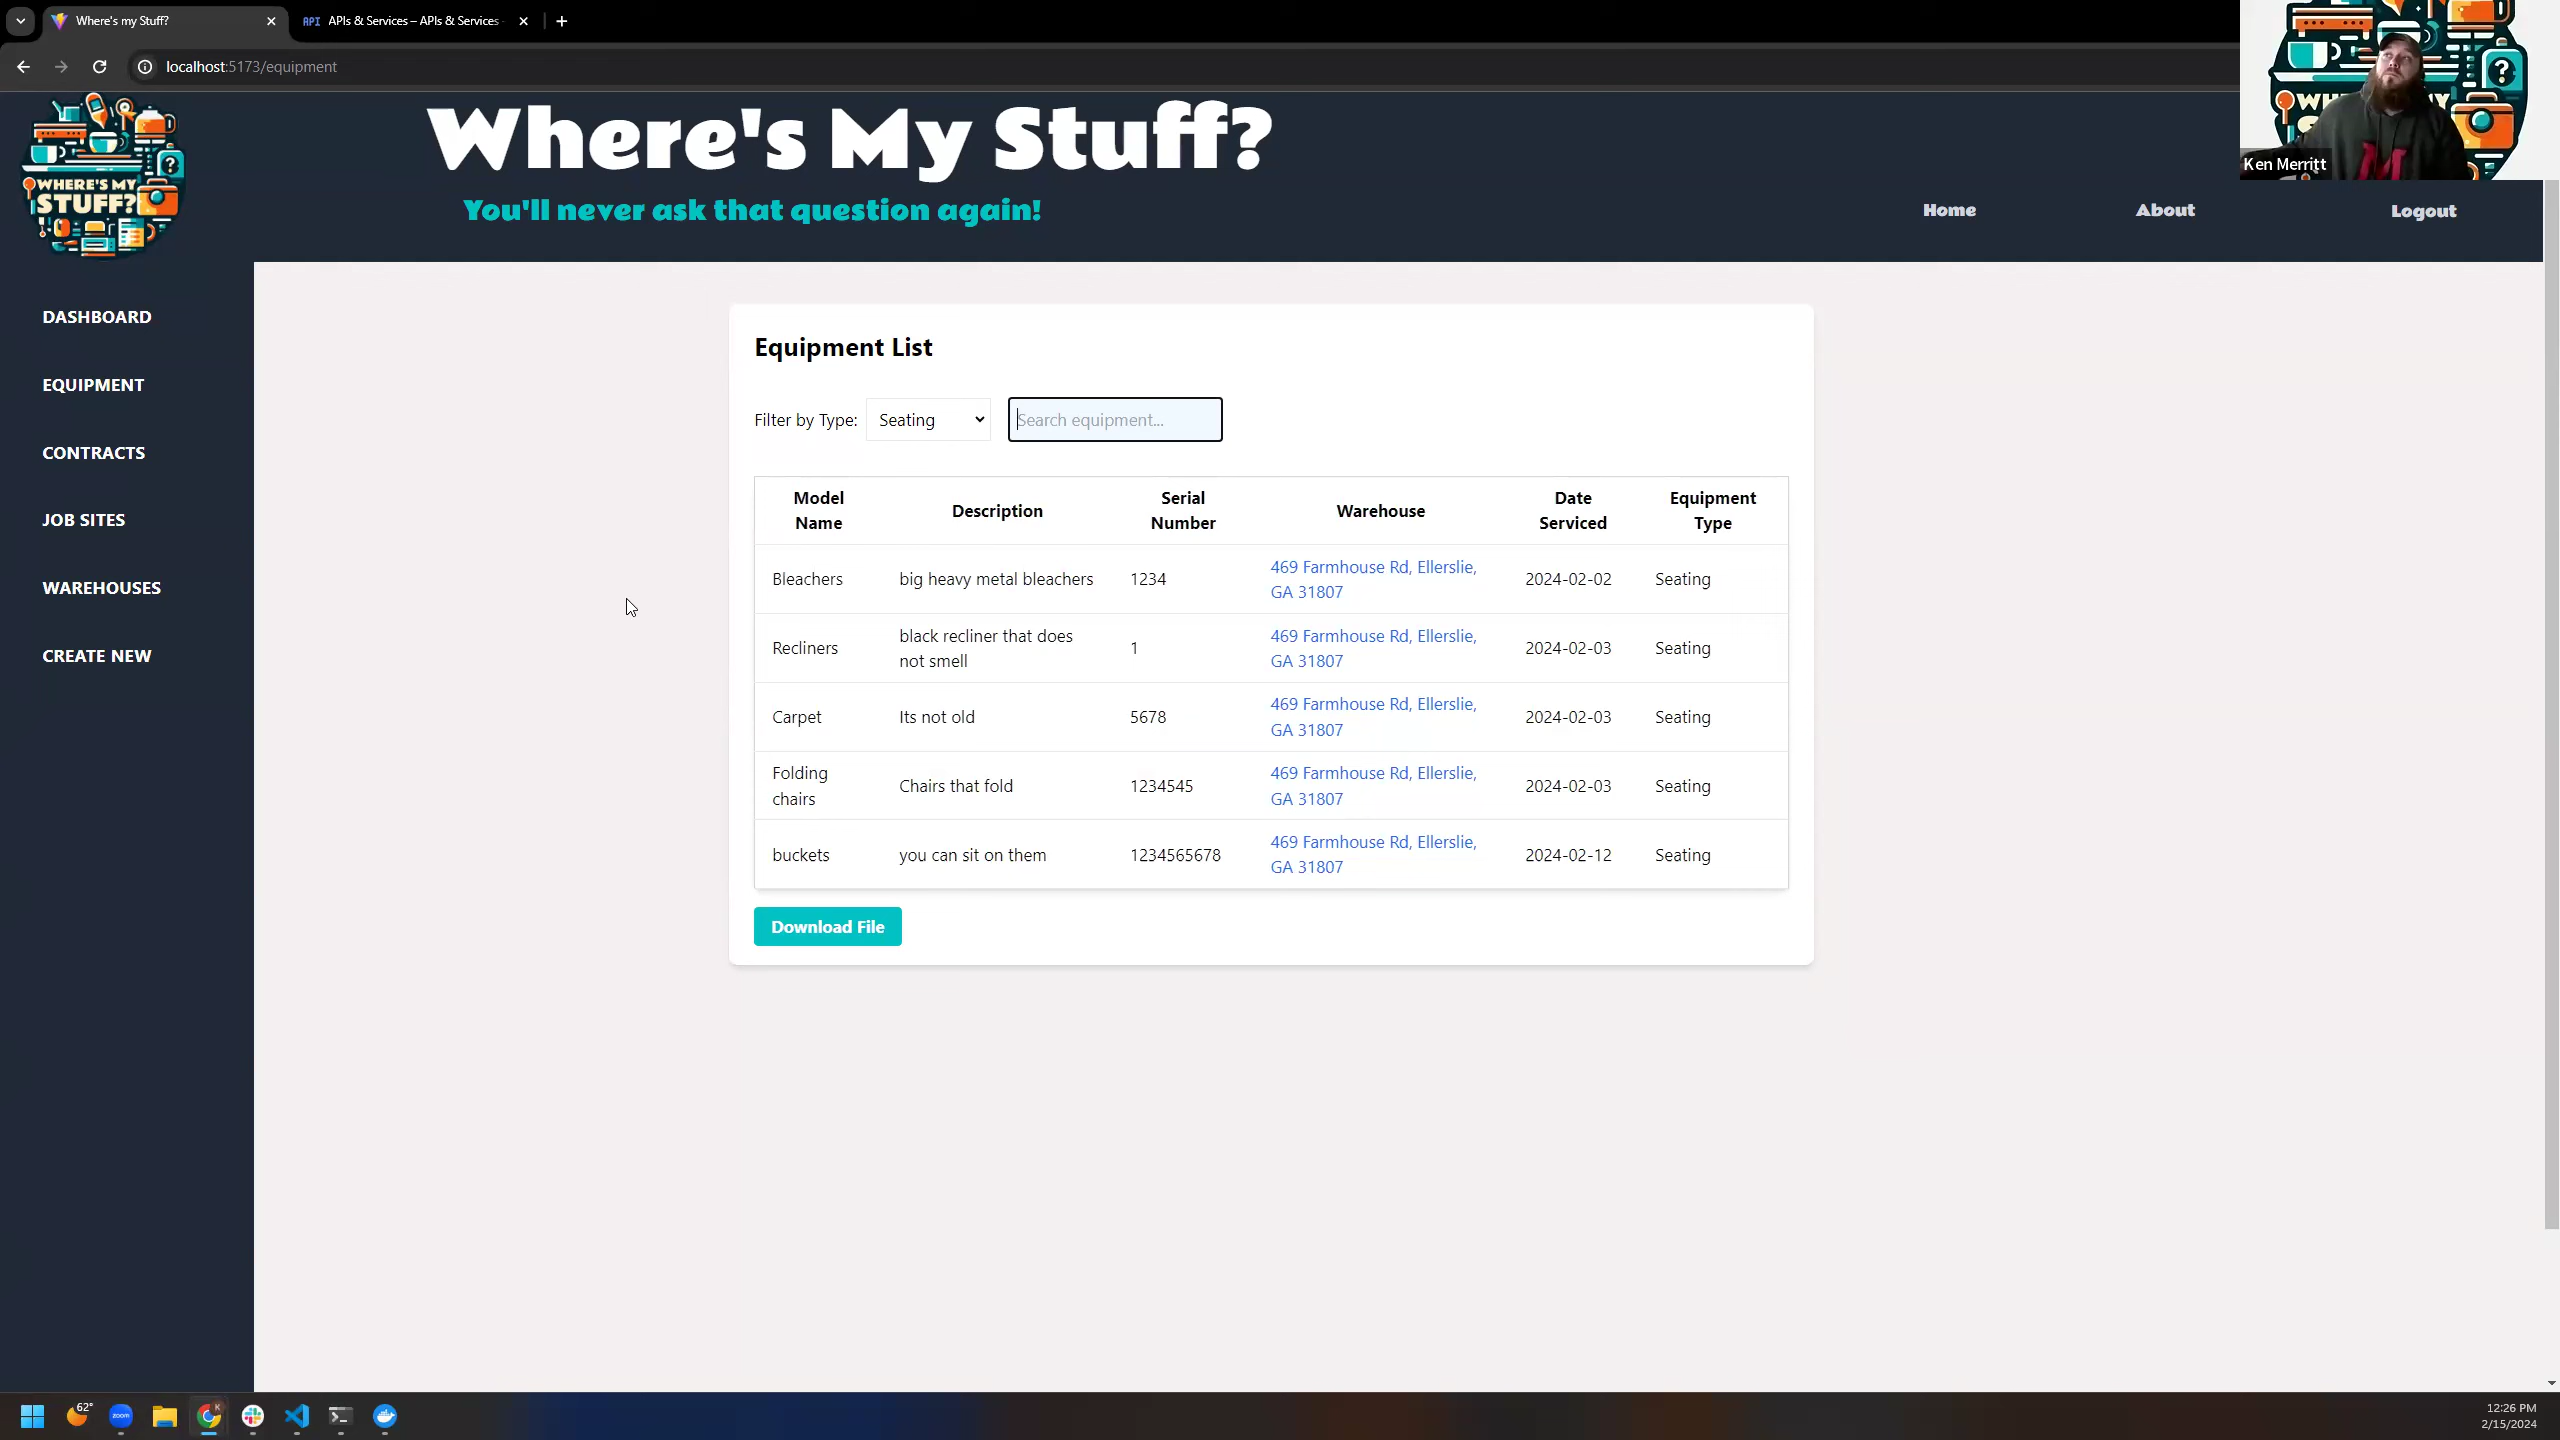 Where's my Stuff?
API APIs & Services – APIs & Services
localhost:5173/equipment
WHERE'S MY
STUFF?
Where's My Stuff?
You'll never ask that question again!
Home
About
Logout
?
Ken Merritt
DASHBOARD
EQUIPMENT
CONTRACTS
JOB SITES
WAREHOUSES
CREATE NEW
Equipment List
Filter by Type: Seating Search equipment...
Model Name Description Serial Number Warehouse Date Serviced Equipment Type
Bleachers big heavy metal bleachers 1234 469 Farmhouse Rd, Ellerslie, GA 31807 2024-02-02 Seating
Recliners black recliner that does not smell 1 469 Farmhouse Rd, Ellerslie, GA 31807 2024-02-03 Seating
Carpet Its not old 5678 469 Farmhouse Rd, Ellerslie, GA 31807 2024-02-03 Seating
Folding chairs Chairs that fold 1234545 469 Farmhouse Rd, Ellerslie, GA 31807 2024-02-03 Seating
buckets you can sit on them 1234565678 469 Farmhouse Rd, Ellerslie, GA 31807 2024-02-12 Seating
Download File
62°
zoom
K
12:26 PM
2/15/2024